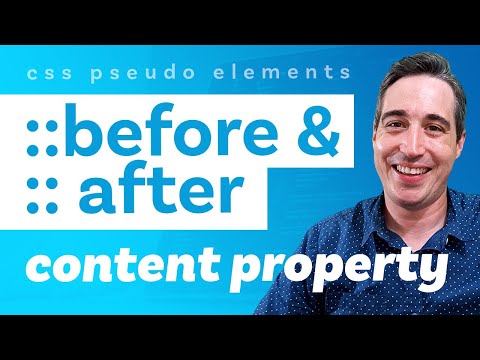 css pseudo elements
::before &
:: after
content property